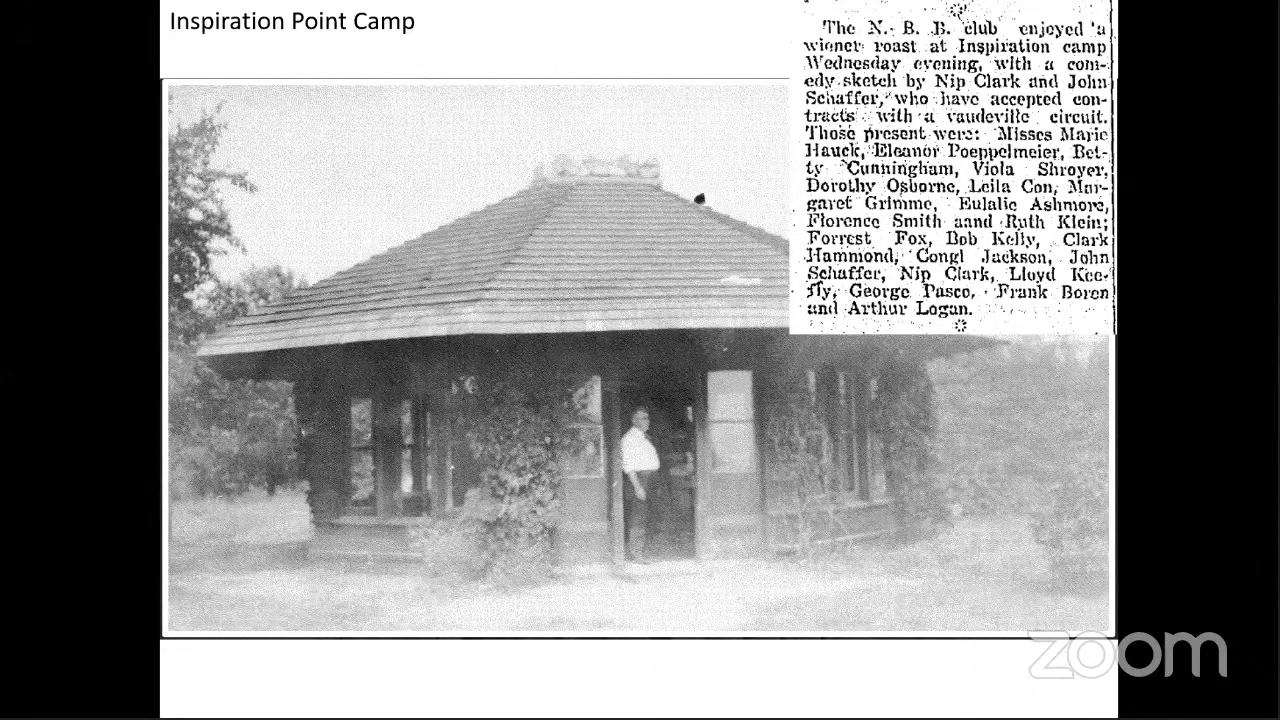 Inspiration Point Camp
The N. B. B. club enjoyed a
wiener roast at Inspiration camp
Wednesday evening, with a com-
edy sketch by Nip Clark and John
Schaffer, who have accepted con-
tracts with a vaudeville circuit.
Those present were: Misses Marie
Hauck, Eleanor Poeppelmeier, Bet-
ty Cunningham, Viola Shroyer,
Dorothy Osborne, Leila Con, Mar-
garet Grimme, Eulalie Ashmore,
Florence Smith aand Ruth Klein;
Forrest Fox, Bob Kelly, Clark
Hammond, Congl Jackson, John
Schaffer, Nip Clark, Lloyd Kee-
fly, George Pasco, Frank Boren
and Arthur Logan.
zoom